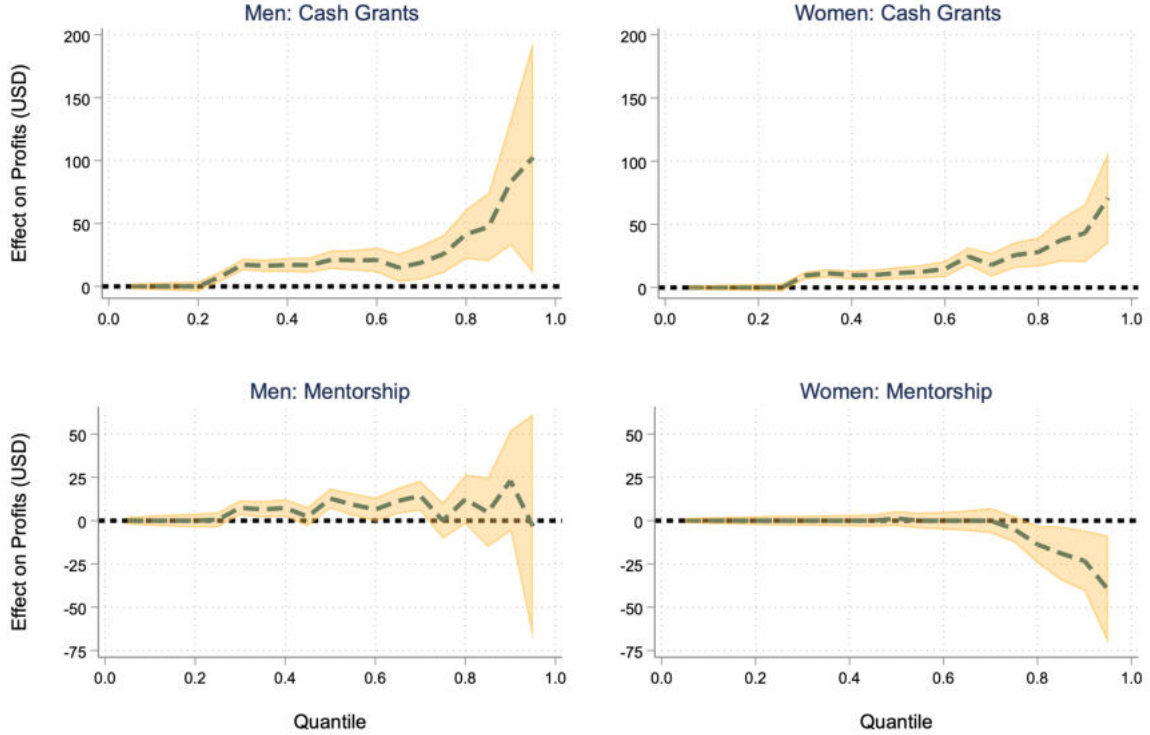 Men: Cash Grants
Women: Cash Grants
Effect on Profits (USD)
200
150
100
50
0
0.0 0.2 0.4 0.6 0.8 1.0
200
150
100
50
0
0.0 0.2 0.4 0.6 0.8 1.0
Men: Mentorship
Women: Mentorship
Effect on Profits (USD)
50
25
0
-25
-50
-75
0.0 0.2 0.4 0.6 0.8 1.0
50
25
0
-25
-50
-75
0.0 0.2 0.4 0.6 0.8 1.0
Quantile
Quantile